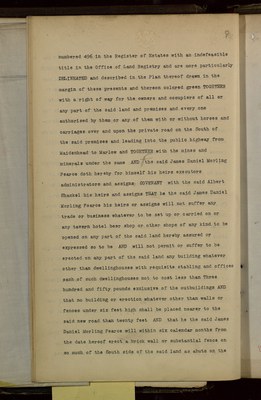 numbered 406 in the Register of Estates with an indefeasible
title in the Office of Land Registry and are more particularly
DELINEATED and described in the Plan thereof drawn in the
margin of these presents and thereon colored green TOGETHER
with a right of way for the owners and occupiers of all or
any part of the said land and premises and every one
authorised by them or any of them with or without horses and
carriages over and upon the private road on the South of
the said premises and leading into the public highway from
Maidenhead to Marlow and TOGETHER with the mines and
minerals under the same AND the said James Daniel Morling
Pearce doth hereby for himself his heirs executors
administrators and assigns COVENANT with the said Albert
his heirs and assigns THAT he the said James Daniel
Morling Pearce his heirs or assigns will not suffer any
trade or business whatever to be set up or carried on or
any tavern hotel beer shop or other shops of any kind to be
opened on any part of the said land hereby assured or
expressed so to be AND will not permit or suffer to be
erected on any part of the said land any building whatever
other than dwellinghouses with requisite stabling and offices
each of such dwellinghouses not to cost less than Three
hundred and fifty pounds exclusive of the outbuildings AND
that no building or erection whatever other than walls or
fences under six feet high shall be placed nearer to the
said new road than twenty feet AND that he the said James
Daniel Morling Pearce will within six calendar months from
the date hereof erect a brick wall or substantial fence on
so much of the South side of the said land as abuts on the